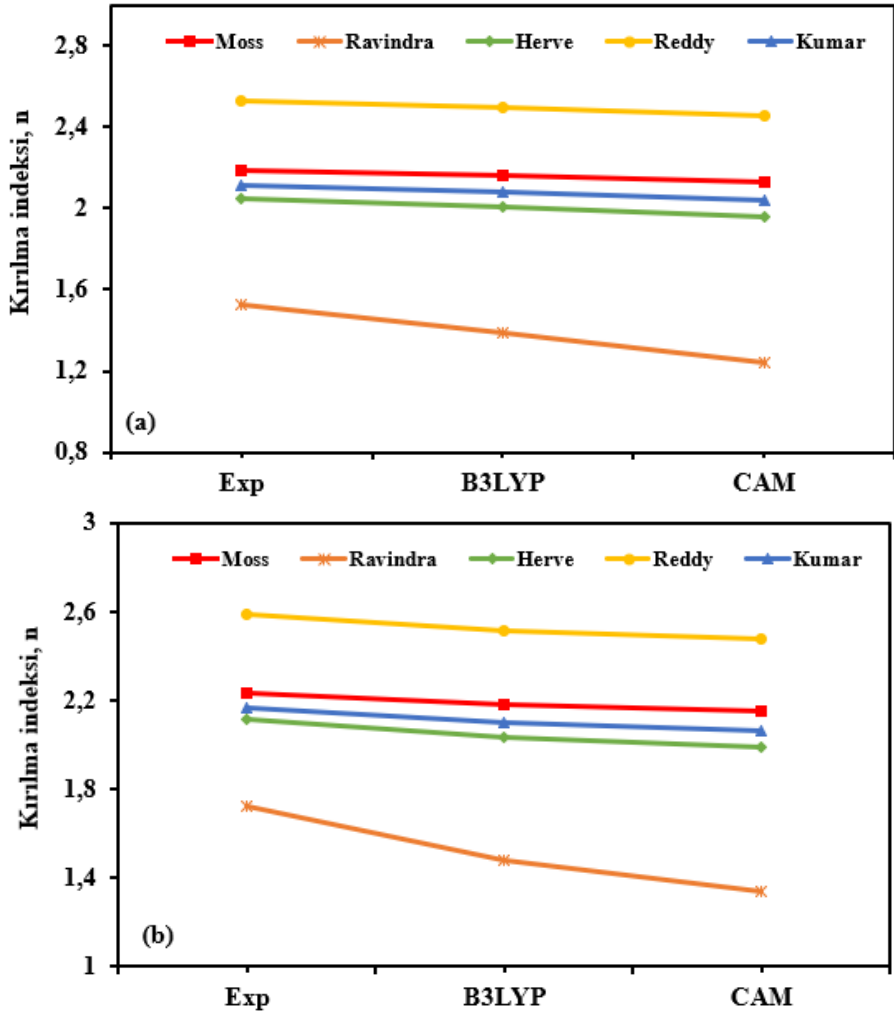 2,8
2,4
2
1,6
1,2
0,8
Kırılma indeksi, n
Moss Ravindra Herve Reddy Kumar
(a)
Exp B3LYP CAM
3
2,6
2,2
1,8
1,4
1
Kırılma indeksi, n
Moss Ravindra Herve Reddy Kumar
(b)
Exp B3LYP CAM